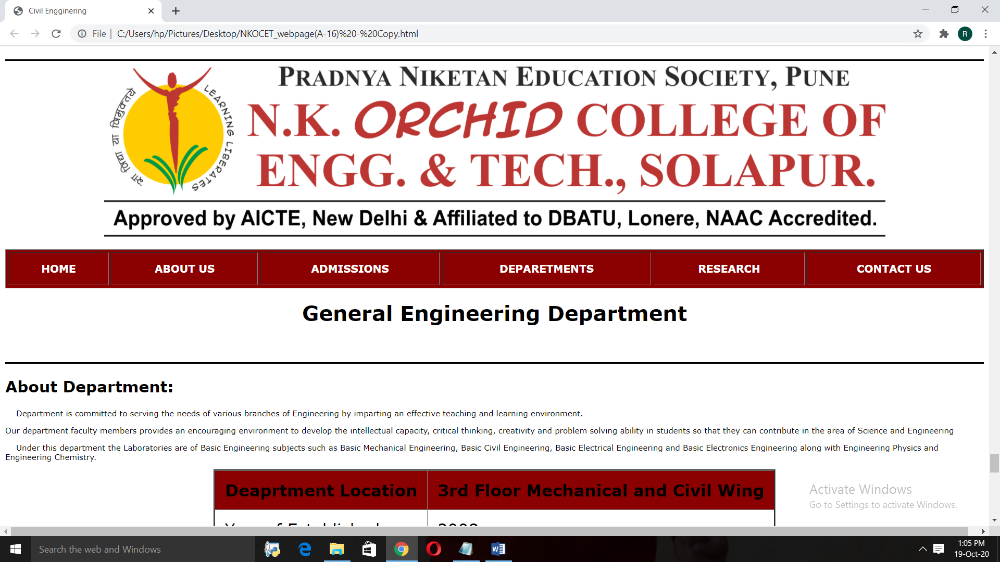 Civil Engginering
File
C:/Users/hp/Pictures/Desktop/NKOCET_webpage(A-16)%20-%20Copy.html
R
PRADNYA NIKETAN EDUCATION SOCIETY, PUNE
N.K. ORCHID COLLEGE OF
ENGG. & TECH., SOLAPUR.
सा विद्या या विमुक्तये
LEARNING LIBERATES
Approved by AICTE, New Delhi & Affiliated to DBATU, Lonere, NAAC Accredited.
HOME ABOUT US ADMISSIONS DEPARETMENTS RESEARCH CONTACT US
General Engineering Department
About Department:
Department is committed to serving the needs of various branches of Engineering by imparting an effective teaching and learning environment.
Our department faculty members provides an encouraging environment to develop the intellectual capacity, critical thinking, creativity and problem solving ability in students so that they can contribute in the area of Science and Engineering
Under this department the Laboratories are of Basic Engineering subjects such as Basic Mechanical Engineering, Basic Civil Engineering, Basic Electrical Engineering and Basic Electronics Engineering along with Engineering Physics and
Engineering Chemistry.
Deaprtment Location 3rd Floor Mechanical and Civil Wing
Activate Windows
Go to Settings to activate Windows.
Search the web and Windows
1:05 PM
19-Oct-20